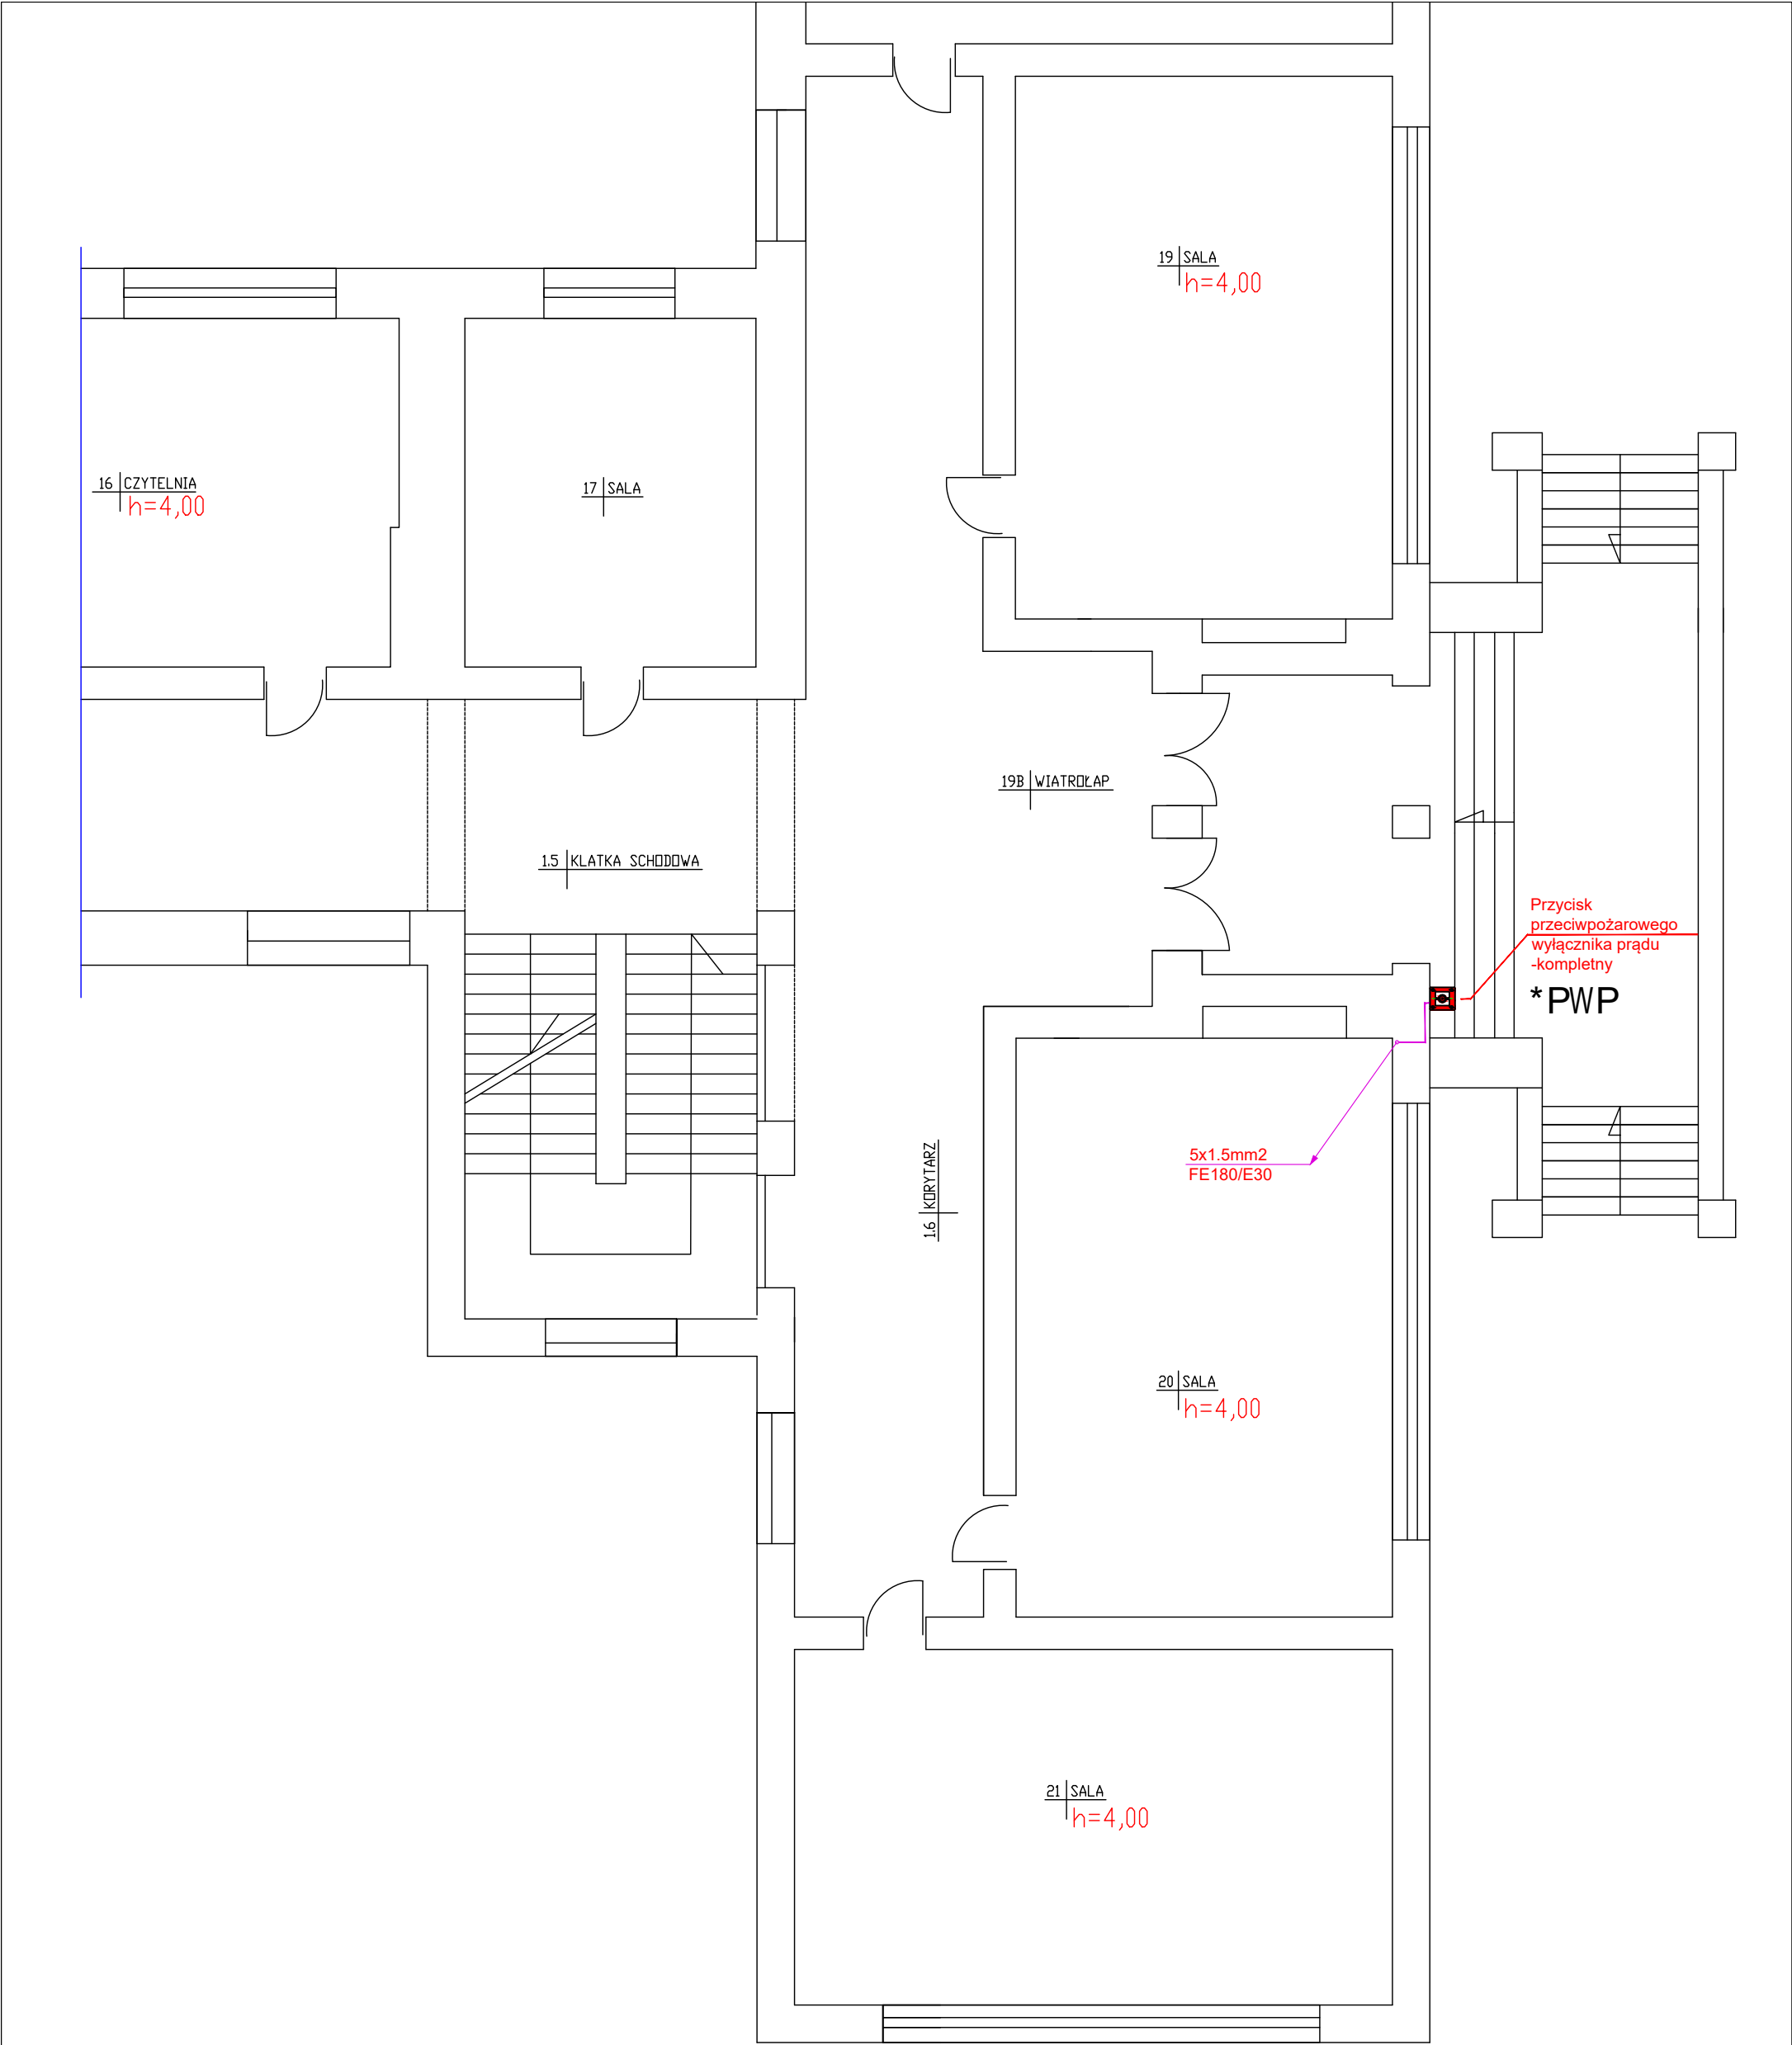 19 SALA
h=4,00
16 CZYTELNIA
h=4,00
17 SALA
19B WIATROŁAP
1.5 KLATKA SCHODOWA
Przycisk
przeciwpożarowego
wyłącznika prądu
-kompletny
*PWP
5x1.5mm2
FE180/E30
1.6 KORYTARZ
20 SALA
h=4,00
21 SALA
h=4,00